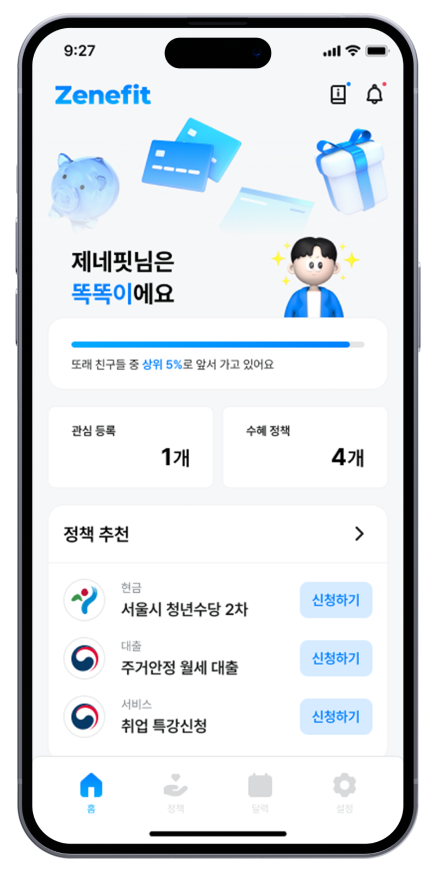 9:27
Zenefit
제네핏님은
똑똑이에요
또래 친구들 중 상위 5%로 앞서 가고 있어요
관심 등록
1개
수혜 정책
4개
정책 추천
현금
서울시 청년수당 2차
신청하기
대출
주거안정 월세 대출
신청하기
서비스
취업 특강신청
신청하기
홈
정책
달력
설정